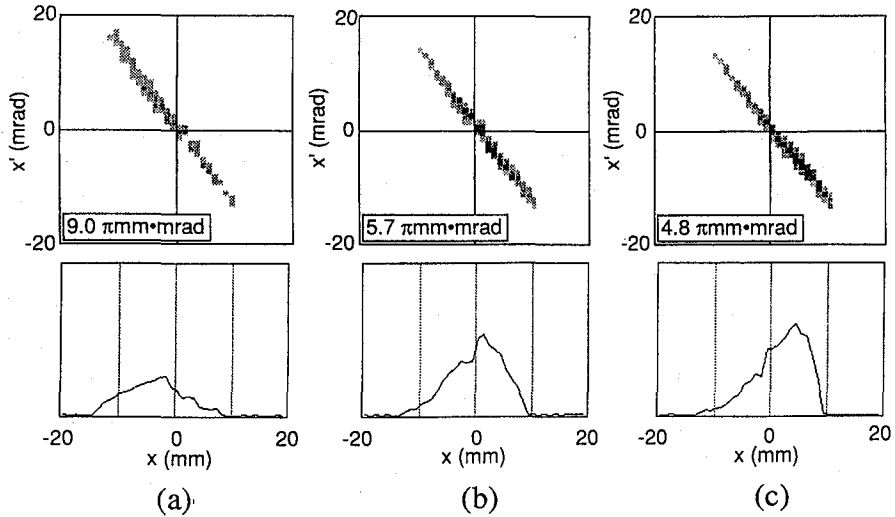 20
20
20
x' (mrad)
x' (mrad)
x' (mrad)
0
0
0
9.0 πmm•mrad
5.7 πmm•mrad
4.8 πmm•mrad
-20
-20
-20
-20 0 20
-20 0 20
-20 0 20
x (mm)
x (mm)
x (mm)
(a)
(b)
(c)